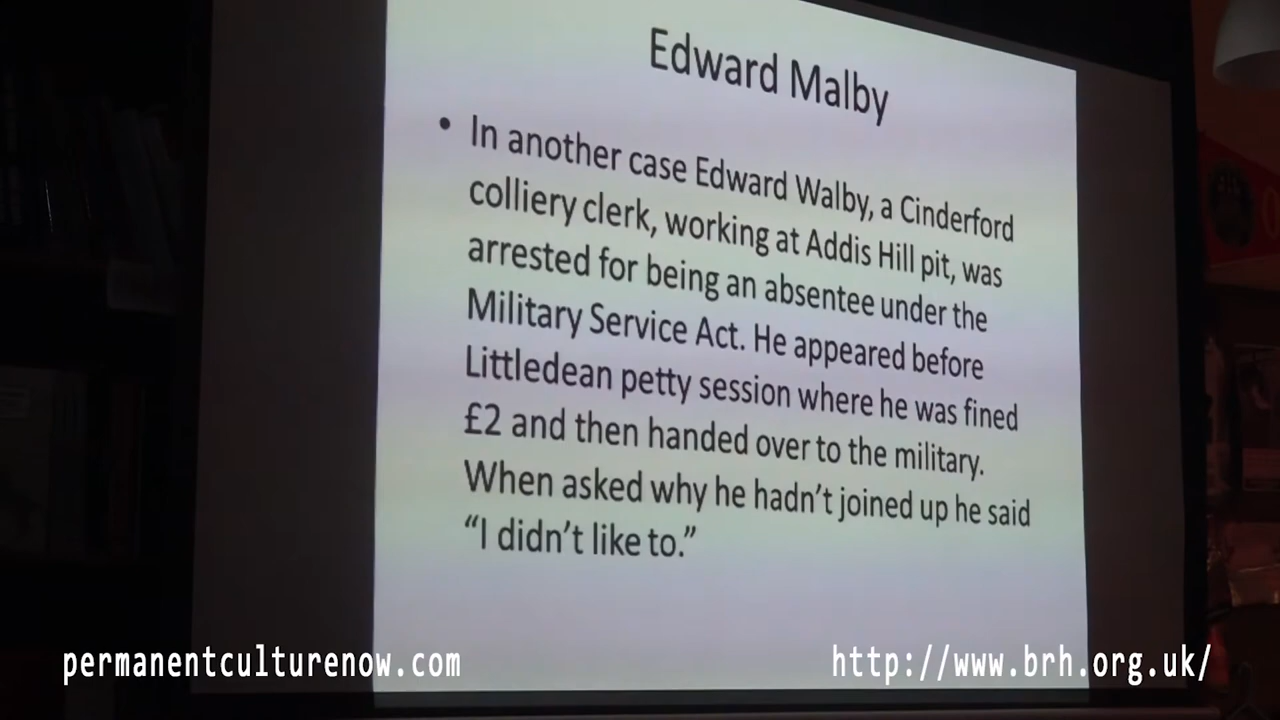 Edward Malby
• In another case Edward Walby, a Cinderford
colliery clerk, working at Addis Hill pit, was
arrested for being an absentee under the
Military Service Act. He appeared before
Littledean petty session where he was fined
£2 and then handed over to the military.
When asked why he hadn't joined up he said
“I didn't like to.”
permanentculturenow.com
http://www.brh.org.uk/